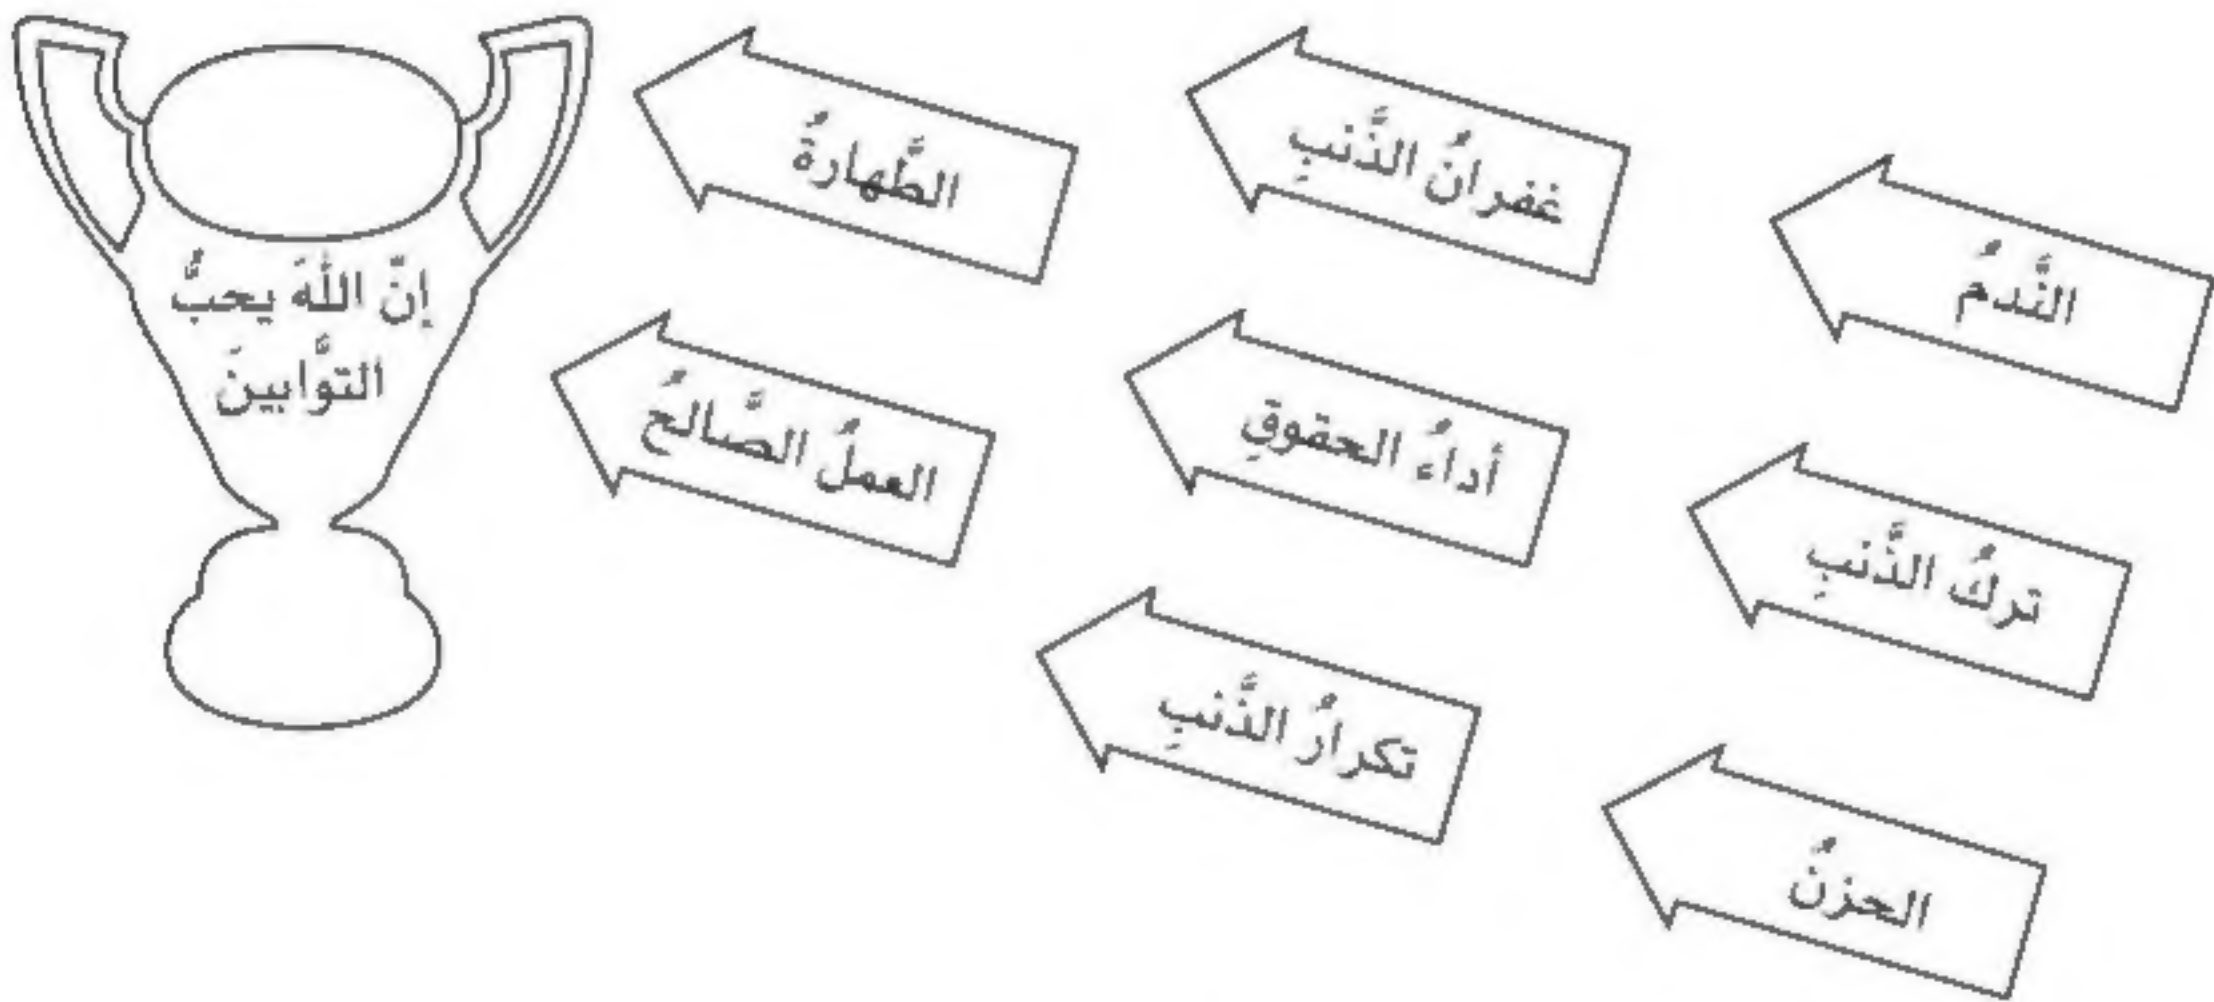 النَّدمُ
غفرانُ الذَّنبِ
الطَّهارةُ
تركُ الذَّنبِ
أداءُ الحقوقِ
العملُ الصَّالحُ
الحزنُ
تكرارُ الذَّنبِ
إنّ اللهَ يحبُّ
التوَّابينَ